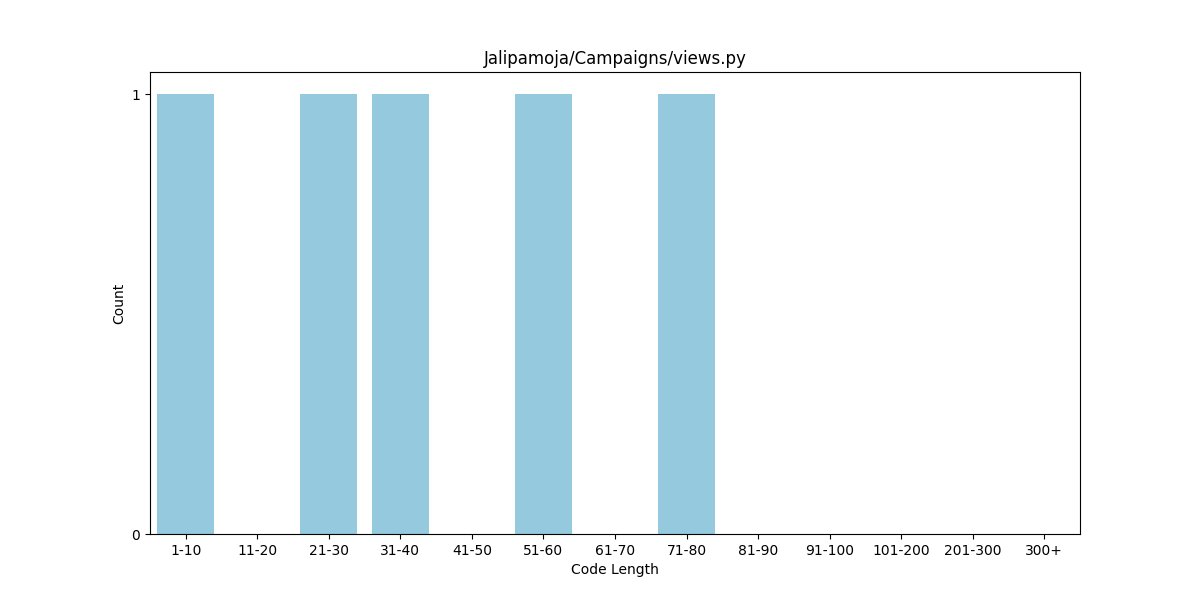 Jalipamoja/Campaigns/views.py
1
Count
0
1-10 11-20 21-30 31-40 41-50 51-60 61-70 71-80 81-90 91-100 101-200 201-300 300+
Code Length